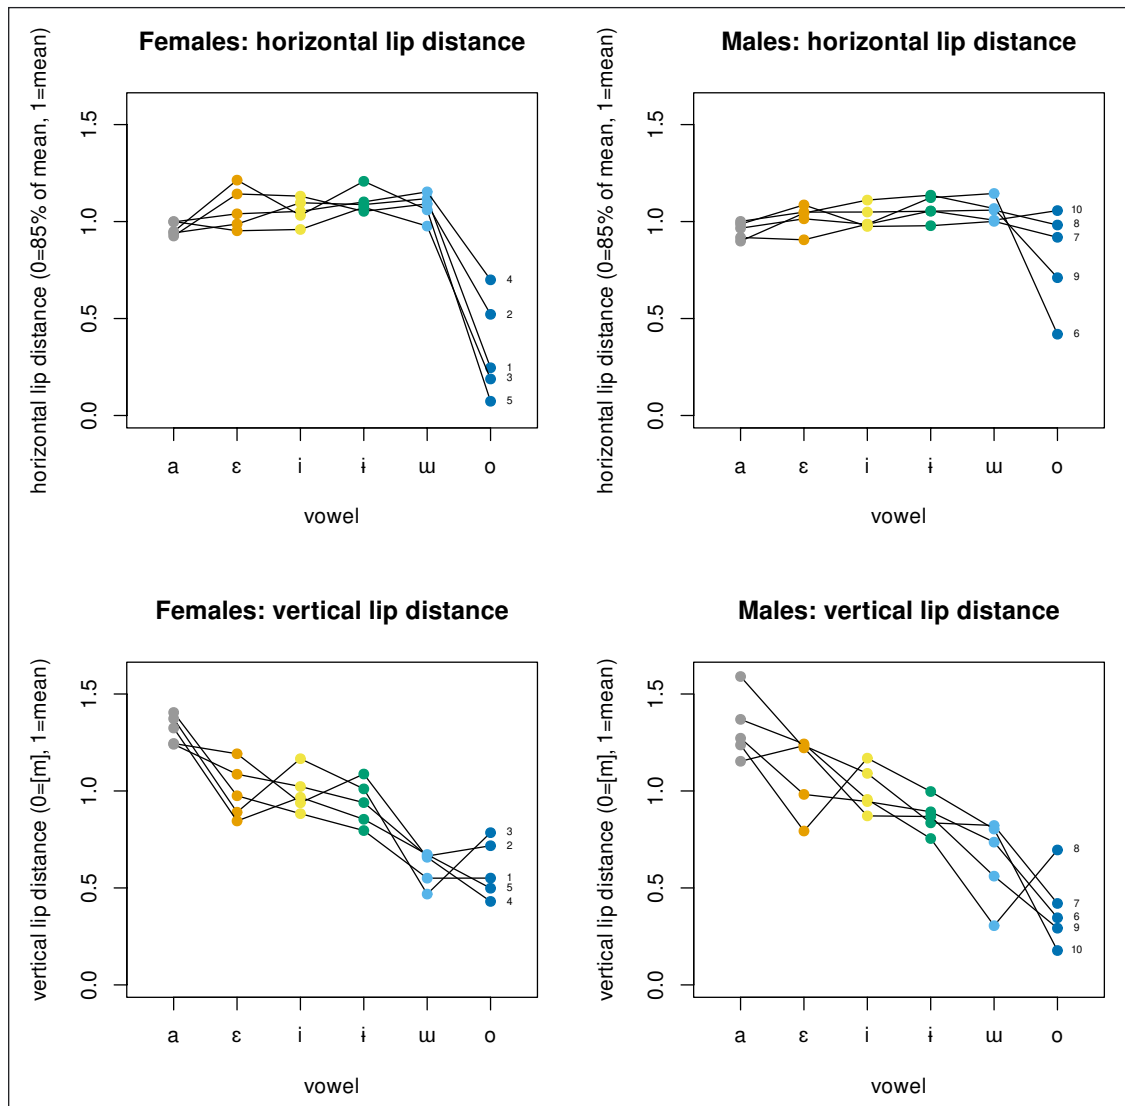 Females: horizontal lip distance
horizontal lip distance (0=85% of mean, 1=mean)
1.5
1.0
0.5
0.0
4
2
1
3
5
a ɛ i ɨ ɯ o
vowel
Males: horizontal lip distance
horizontal lip distance (0=85% of mean, 1=mean)
1.5
1.0
0.5
0.0
10
8
7
9
6
a ɛ i ɨ ɯ o
vowel
Females: vertical lip distance
vertical lip distance (0=[m], 1=mean)
1.5
1.0
0.5
0.0
3
2
1
5
4
a ɛ i ɨ ɯ o
vowel
Males: vertical lip distance
vertical lip distance (0=[m], 1=mean)
1.5
1.0
0.5
0.0
8
7
6
9
10
a ɛ i ɨ ɯ o
vowel